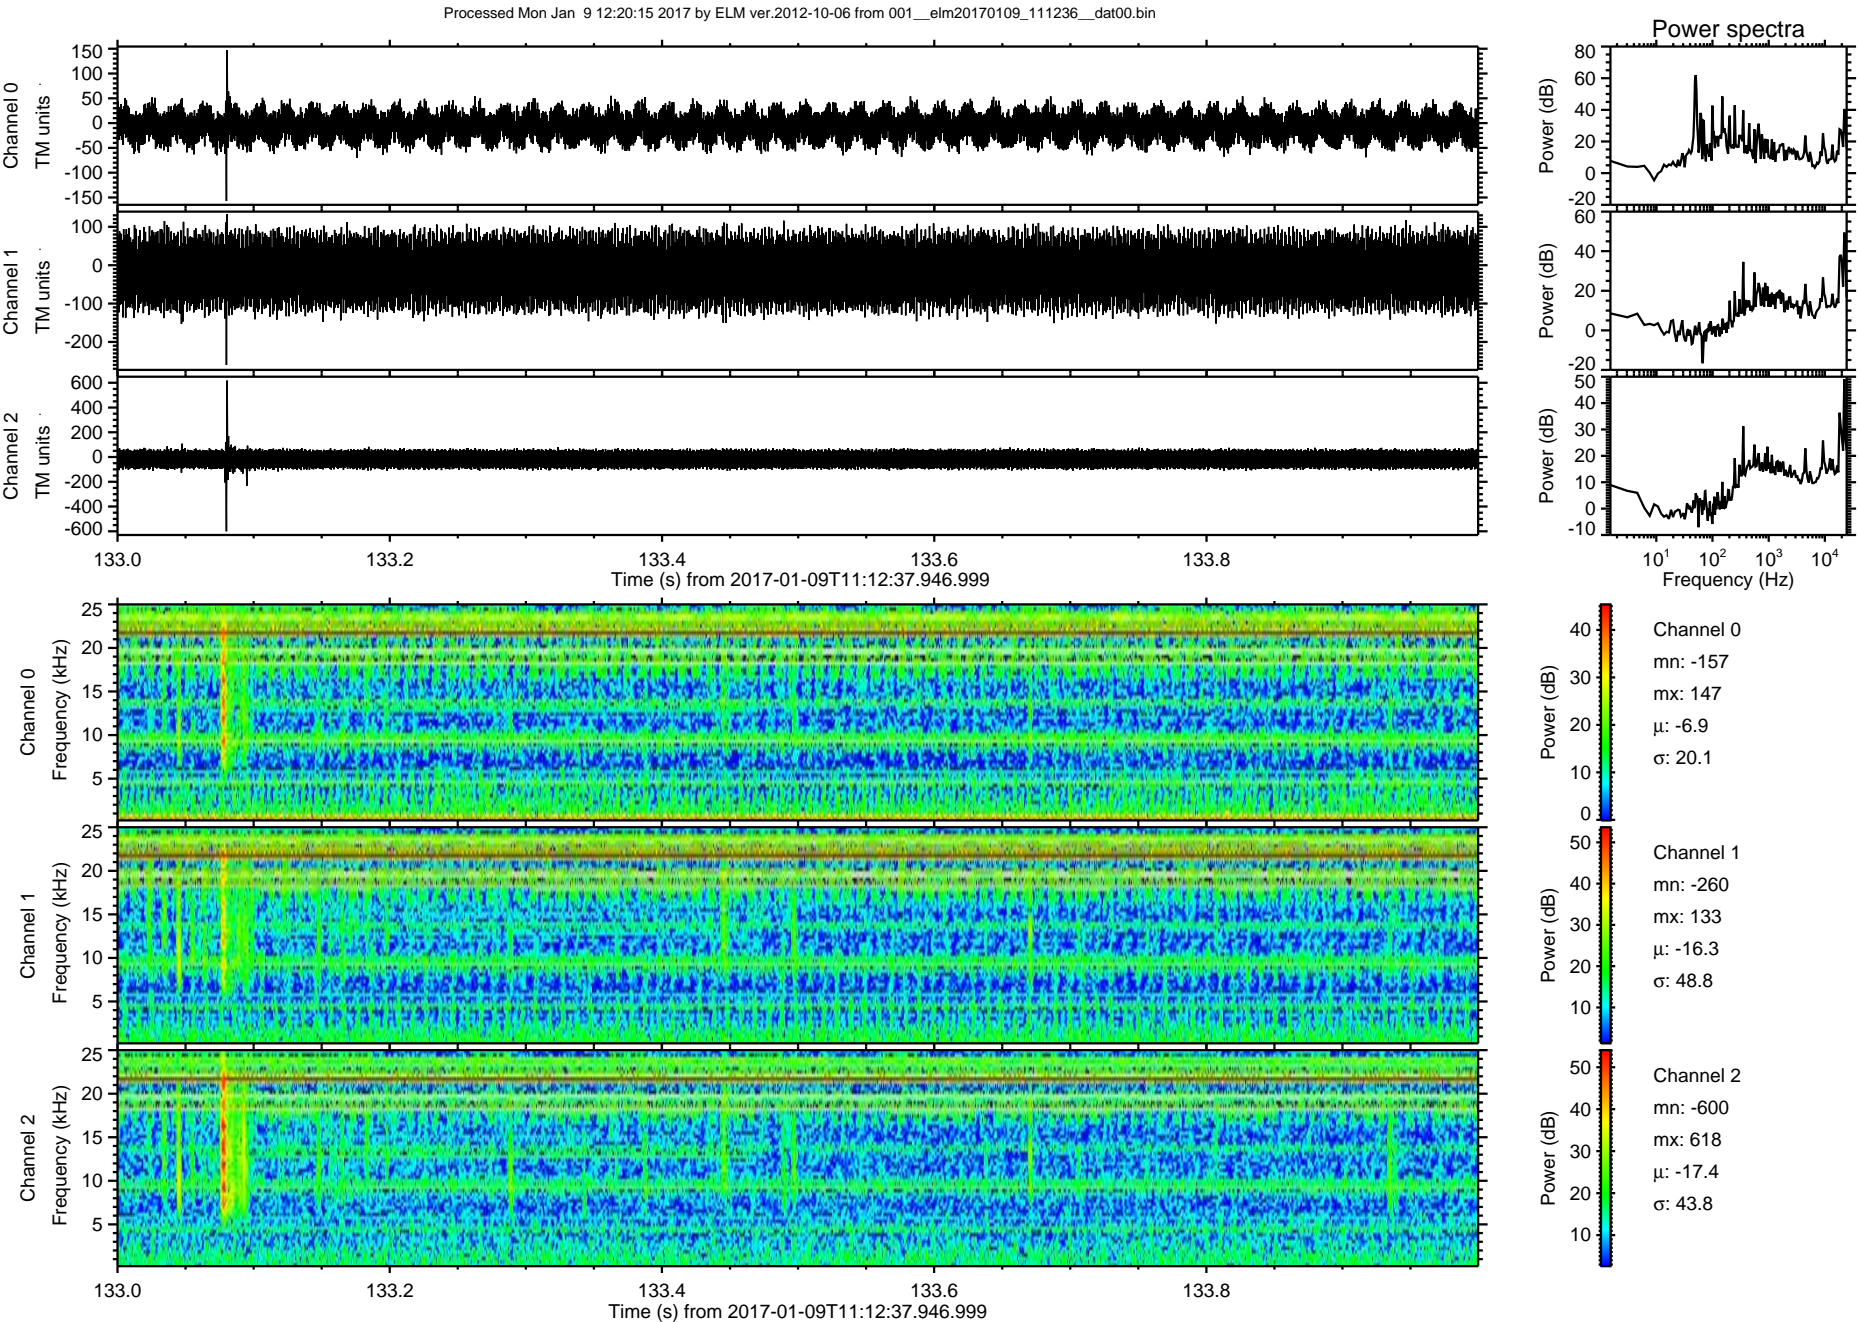 Processed Mon Jan  9 12:20:15 2017 by ELM ver.2012-10-06 from 001__elm20170109_111236__dat00.bin
Power spectra
Channel 0
TM units
150
100
50
0
-50
-100
-150
Power (dB)
80
60
40
20
0
-20
Channel 1
TM units
100
0
-100
-200
Power (dB)
60
40
20
0
-20
Channel 2
TM units
600
400
200
0
-200
-400
-600
Power (dB)
50
40
30
20
10
0
-10
133.0 133.2 133.4 133.6 133.8
Time (s) from 2017-01-09T11:12:37.946.999
10^1 10^2 10^3 10^4
Frequency (Hz)
Channel 0
Frequency (kHz)
25
20
15
10
5
Power (dB)
40
30
20
10
0
Channel 0
mn: -157
mx: 147
µ: -6.9
σ: 20.1
Channel 1
Frequency (kHz)
25
20
15
10
5
Power (dB)
50
40
30
20
10
Channel 1
mn: -260
mx: 133
µ: -16.3
σ: 48.8
Channel 2
Frequency (kHz)
25
20
15
10
5
Power (dB)
50
40
30
20
10
Channel 2
mn: -600
mx: 618
µ: -17.4
σ: 43.8
133.0 133.2 133.4 133.6 133.8
Time (s) from 2017-01-09T11:12:37.946.999